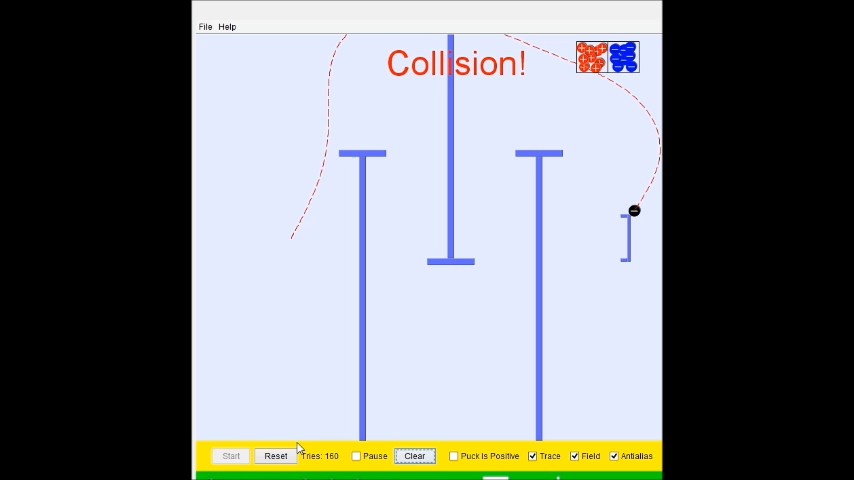 File Help
Collision!
Start Reset Tries: 160 Pause Clear Puck Is Positive Trace Field Antialias